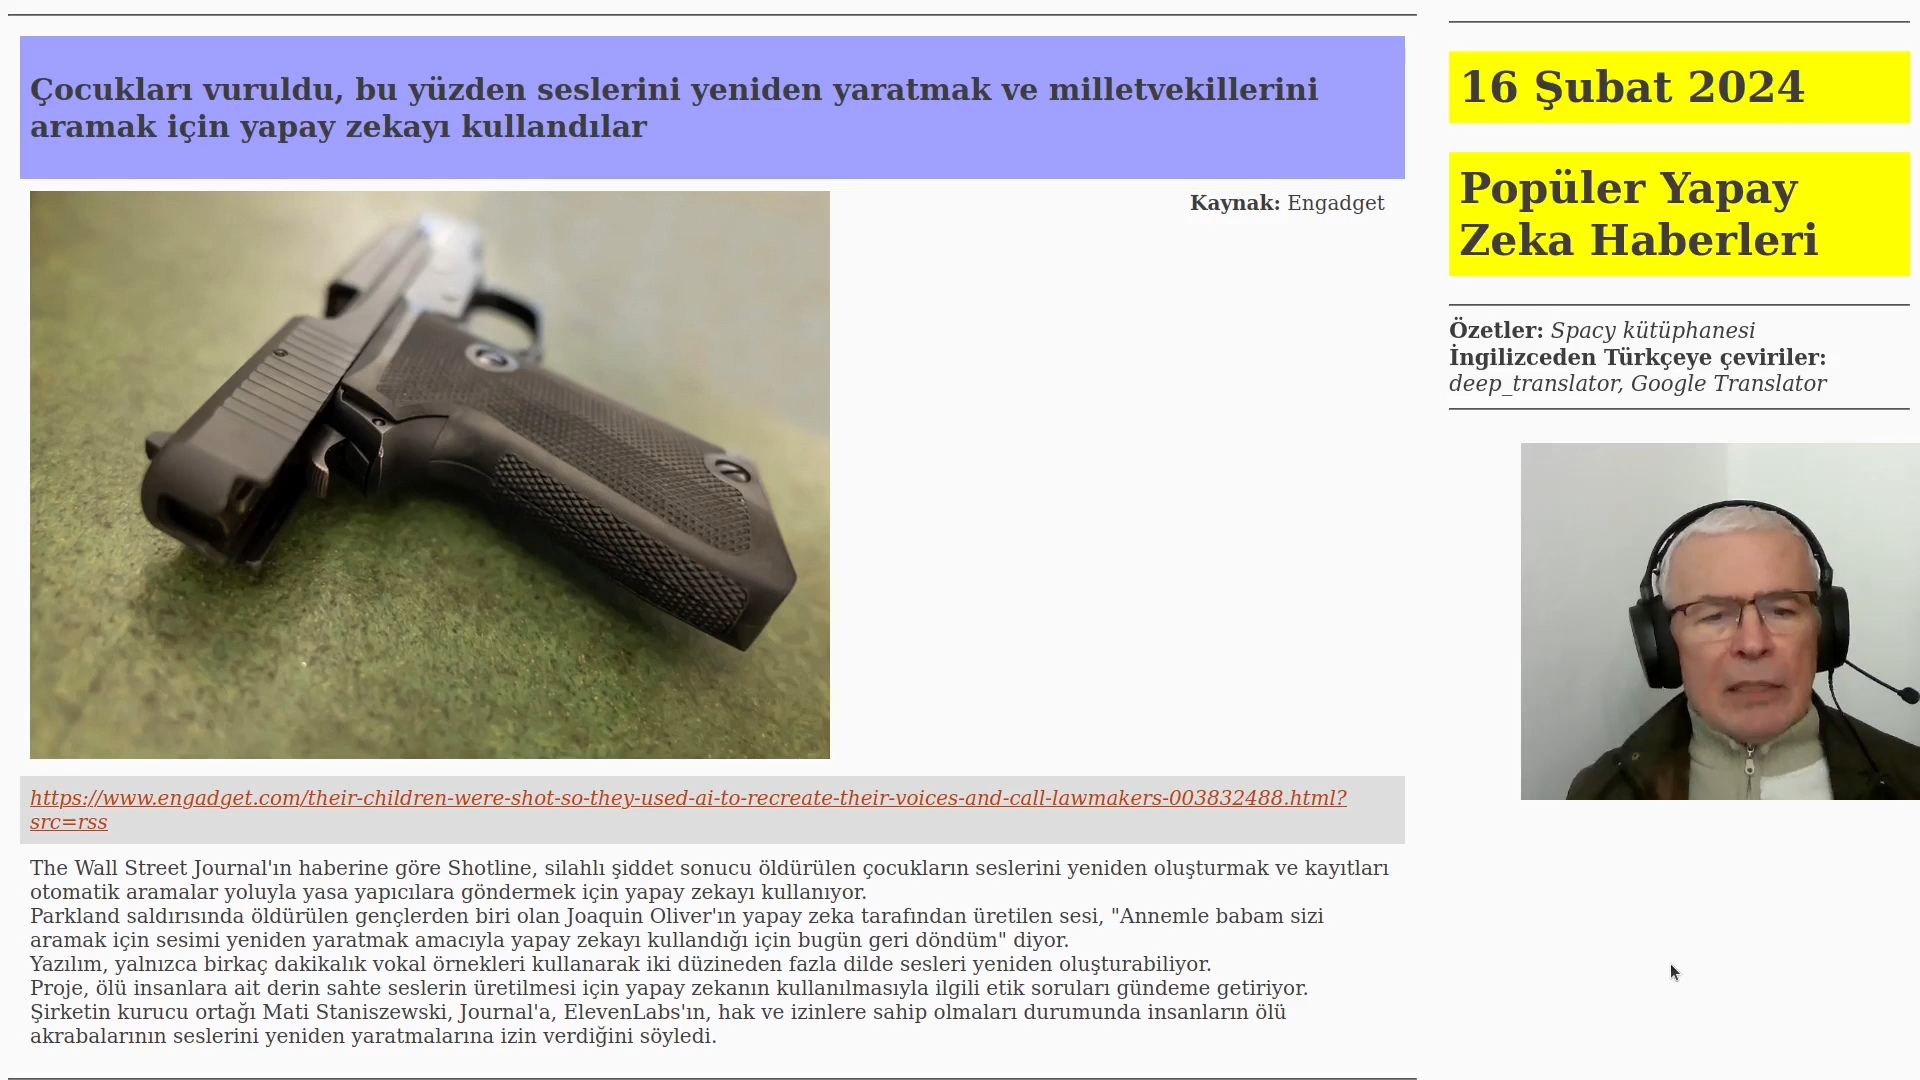 Çocukları vuruldu, bu yüzden seslerini yeniden yaratmak ve milletvekillerini
aramak için yapay zekayı kullandılar
Kaynak: Engadget
https://www.engadget.com/their-children-were-shot-so-they-used-ai-to-recreate-their-voices-and-call-lawmakers-003832488.html?
src=rss
The Wall Street Journal'ın haberine göre Shotline, silahlı şiddet sonucu öldürülen çocukların seslerini yeniden oluşturmak ve kayıtları
otomatik aramalar yoluyla yasa yapıcılara göndermek için yapay zekayı kullanıyor.
Parkland saldırısında öldürülen gençlerden biri olan Joaquin Oliver'ın yapay zeka tarafından üretilen sesi, "Annemle babam sizi
aramak için sesimi yeniden yaratmak amacıyla yapay zekayı kullandığı için bugün geri döndüm" diyor.
Yazılım, yalnızca birkaç dakikalık vokal örnekleri kullanarak iki düzineden fazla dilde sesleri yeniden oluşturabiliyor.
Proje, ölü insanlara ait derin sahte seslerin üretilmesi için yapay zekanın kullanılmasıyla ilgili etik soruları gündeme getiriyor.
Şirketin kurucu ortağı Mati Staniszewski, Journal'a, ElevenLabs'ın, hak ve izinlere sahip olmaları durumunda insanların ölü
akrabalarının seslerini yeniden yaratmalarına izin verdiğini söyledi.
16 Şubat 2024
Popüler Yapay
Zeka Haberleri
Özetler: Spacy kütüphanesi
İngilizceden Türkçeye çeviriler:
deep_translator, Google Translator